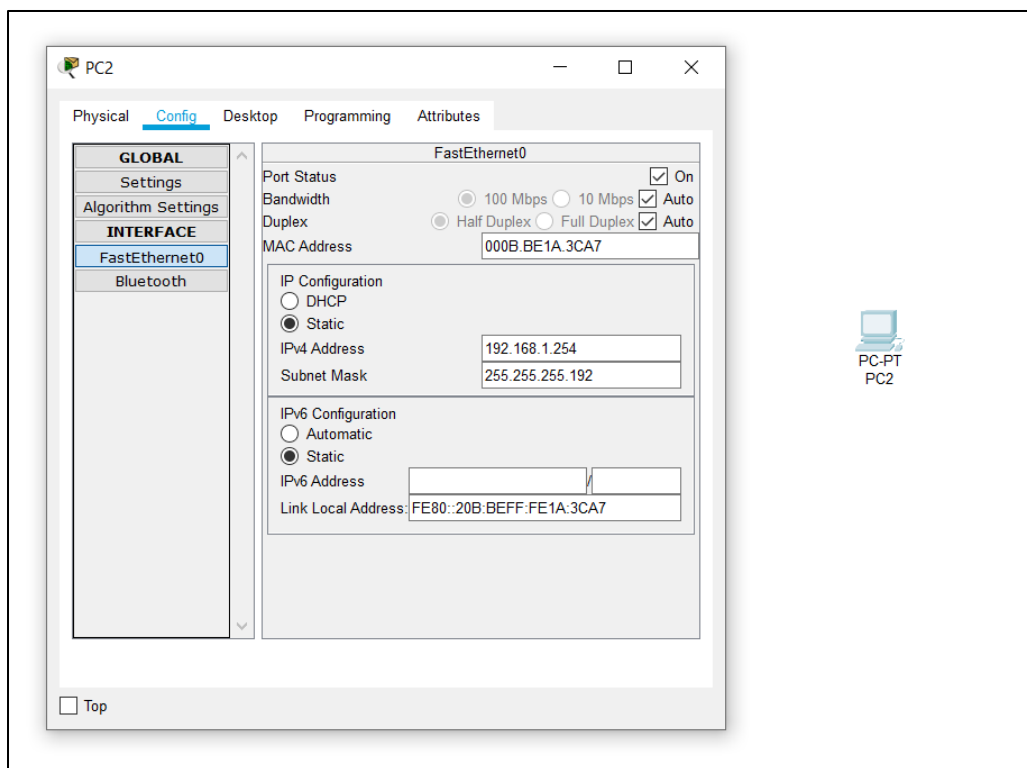 PC2
Physical Config Desktop Programming Attributes
GLOBAL
Settings
Algorithm Settings
INTERFACE
FastEthernet0
Bluetooth
FastEthernet0
Port Status On
Bandwidth 100 Mbps 10 Mbps Auto
Duplex Half Duplex Full Duplex Auto
MAC Address 000B.BE1A.3CA7
IP Configuration
DHCP
Static
IPv4 Address 192.168.1.254
Subnet Mask 255.255.255.192
IPv6 Configuration
Automatic
Static
IPv6 Address /
Link Local Address: FE80::20B:BEFF:FE1A:3CA7
Top
PC-PT
PC2